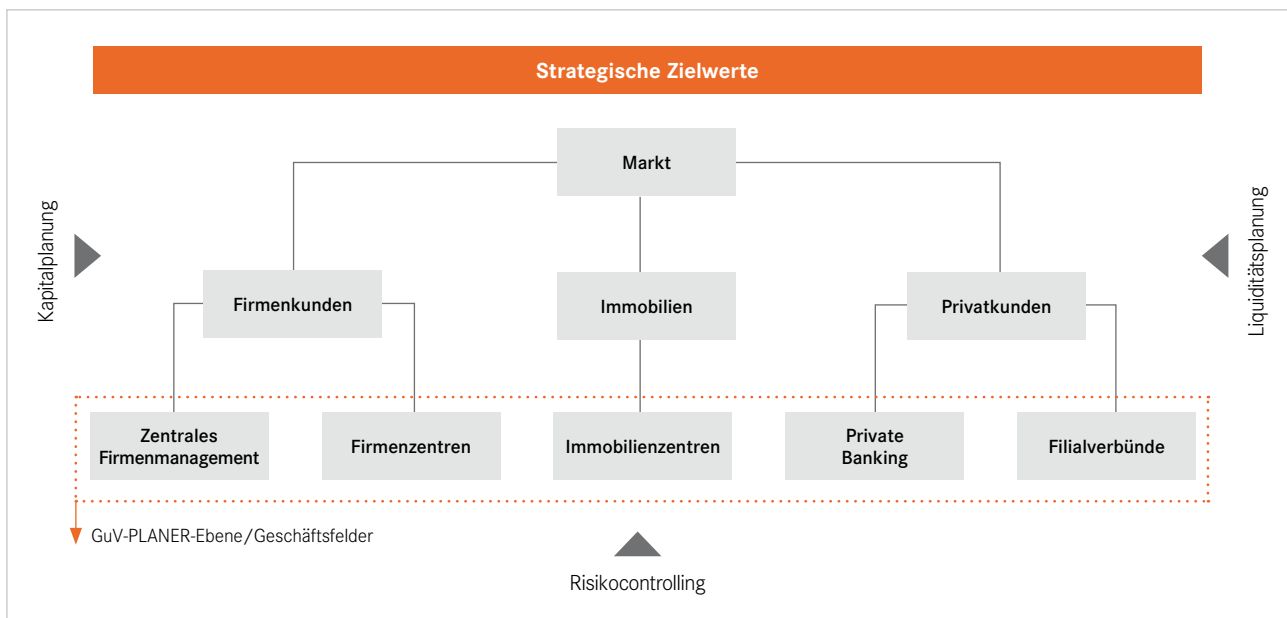 Strategische Zielwerte
Markt
Kapitalplanung
Liquiditätsplanung
Firmenkunden
Immobilien
Privatkunden
Zentrales
Firmenmanagement
Firmenzentren
Immobilienzentren
Private
Banking
Filialverbünde
GuV-PLANER-Ebene/Geschäftsfelder
Risikocontrolling